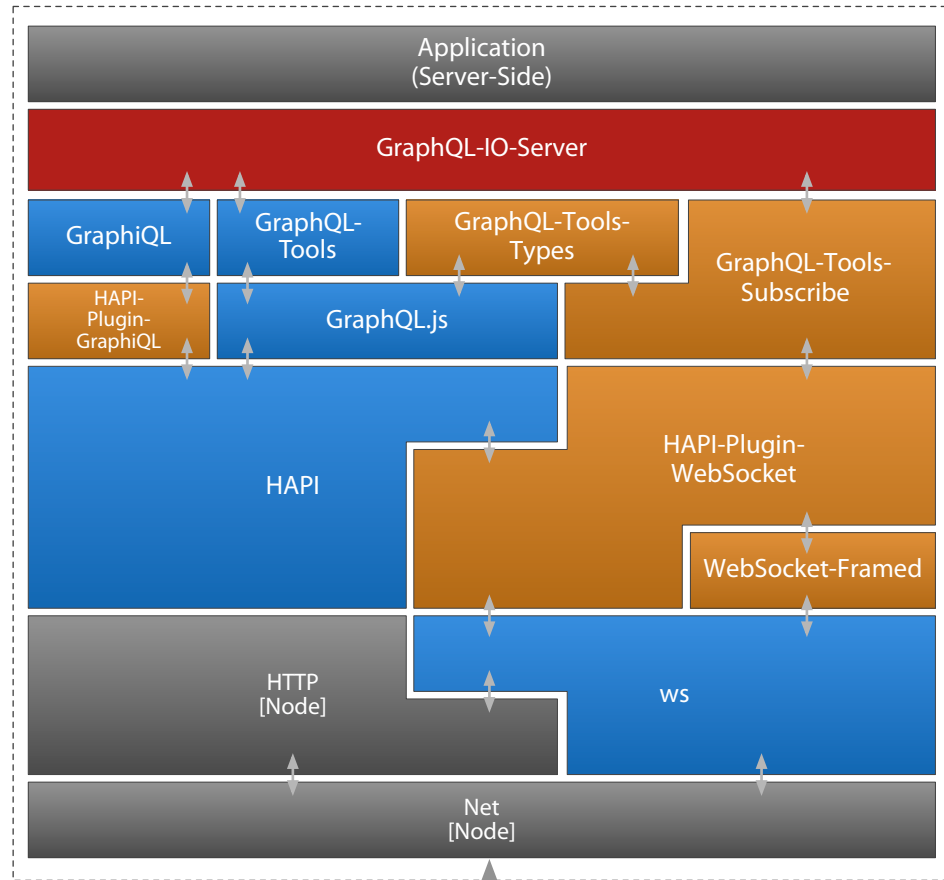 Application
(Server-Side)
GraphQL-IO-Server
GraphiQL
GraphQL-
Tools
GraphQL-Tools-
Types
GraphQL-Tools-
Subscribe
HAPI-
Plugin-
GraphiQL
GraphQL.js
HAPI
HAPI-Plugin-
WebSocket
WebSocket-Framed
HTTP
[Node]
ws
Net
[Node]